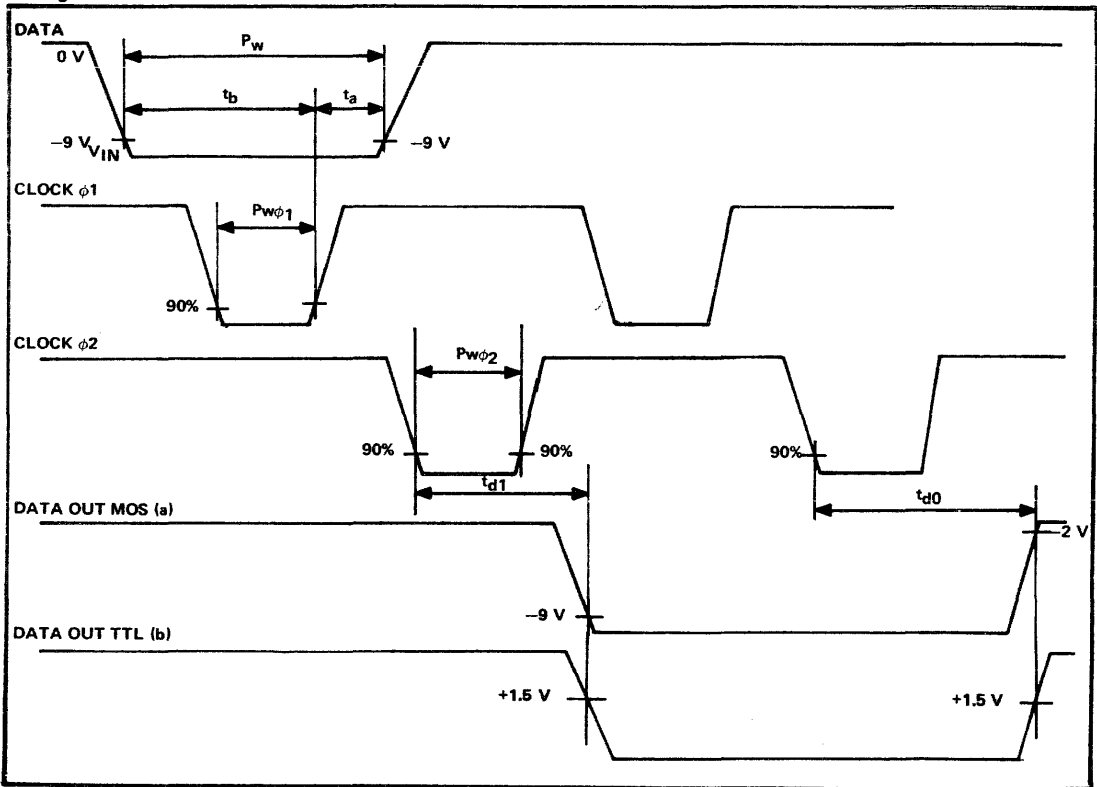 DATA
0 V
Pw
tb
ta
−9 V VIN
−9 V
CLOCK φ1
Pwφ1
90%
CLOCK φ2
Pwφ2
90%
90%
90%
td1
td0
DATA OUT MOS (a)
−2 V
−9 V
DATA OUT TTL (b)
+1.5 V
+1.5 V